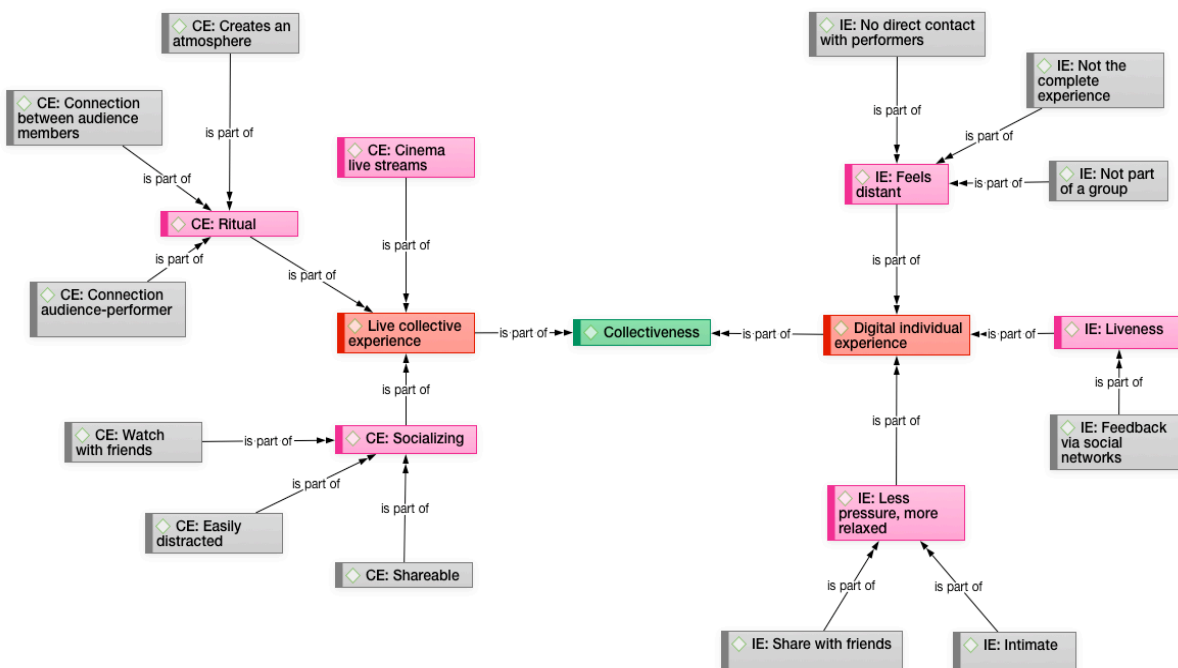 CE: Creates an
atmosphere
IE: No direct contact
with performers
IE: Not the
complete
experience
CE: Connection
between audience
members
is part of
is part of
is part of
CE: Cinema
live streams
is part of
IE: Feels
distant
is part of
IE: Not part
of a group
CE: Ritual
is part of
is part of
is part of
is part of
is part of
CE: Connection
audience-performer
Live collective
experience
is part of
Collectiveness
is part of
Digital individual
experience
is part of
IE: Liveness
is part of
is part of
CE: Watch
with friends
is part of
CE: Socializing
is part of
IE: Feedback
via social
networks
is part of
is part of
CE: Easily
distracted
IE: Less
pressure, more
relaxed
CE: Shareable
is part of
is part of
IE: Share with friends
IE: Intimate